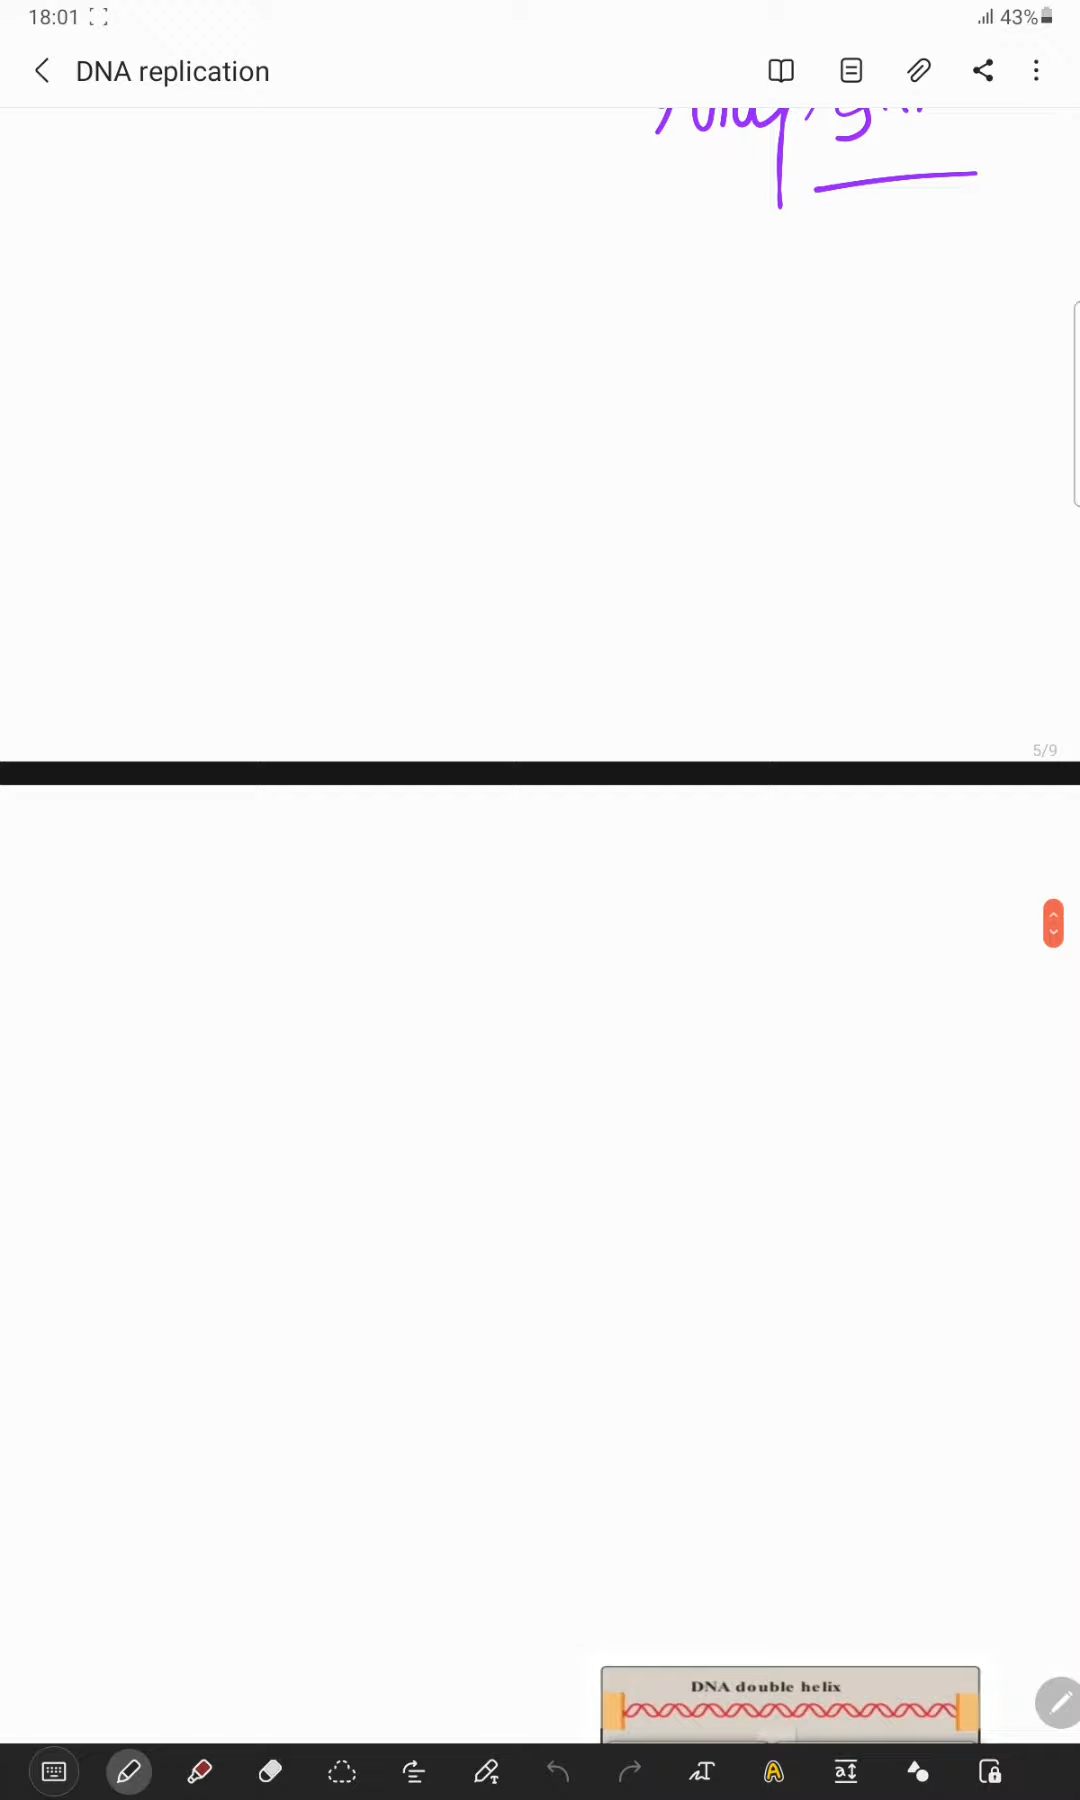 18:01
43%
DNA replication
5/9
DNA double helix